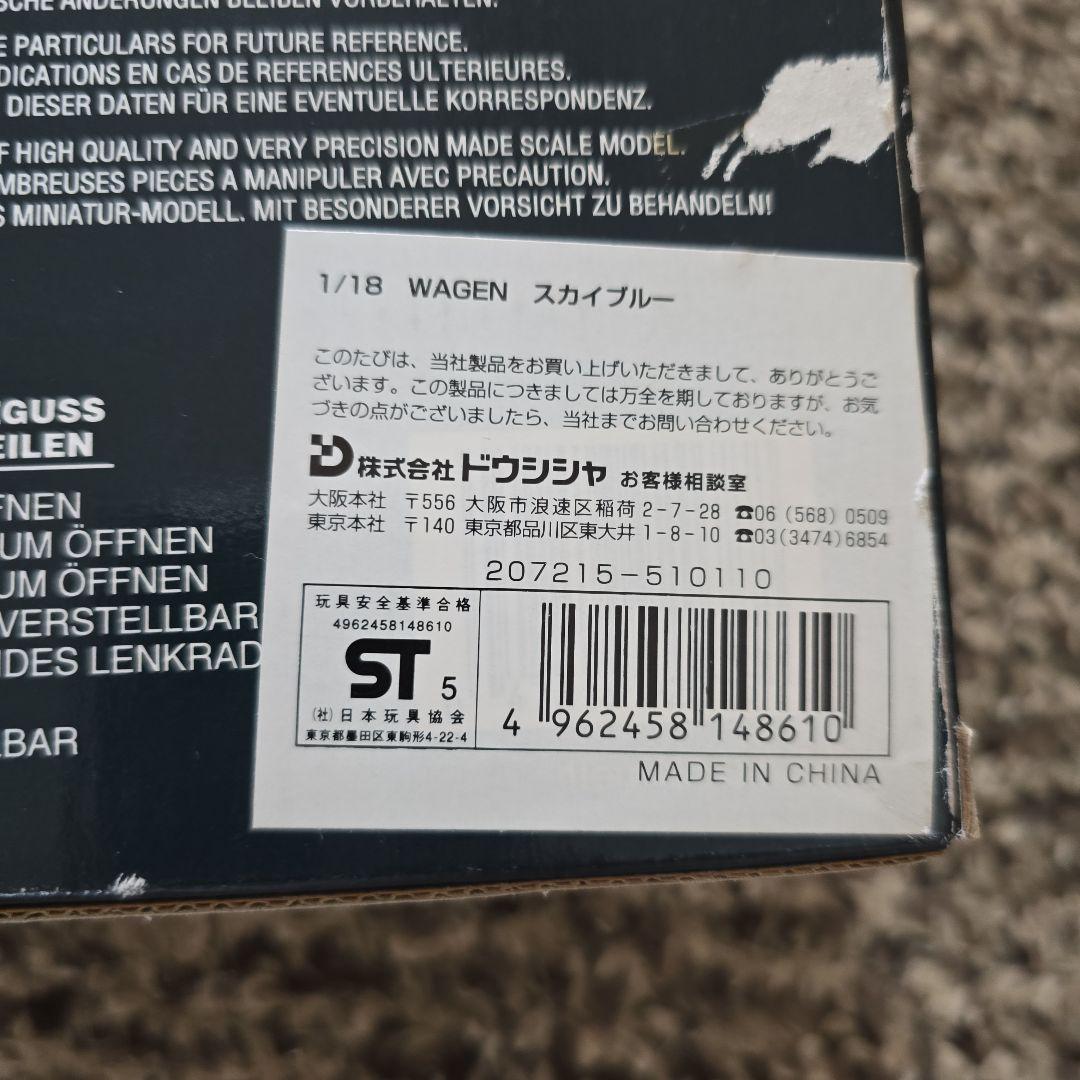 SCHE ÄNDERUNGEN BLEIBEN VORBEHALTEN.
E PARTICULARS FOR FUTURE REFERENCE.
DICATIONS EN CAS DE REFERENCES ULTERIEURES.
DIESER DATEN FÜR EINE EVENTUELLE KORRESPONDENZ.
F HIGH QUALITY AND VERY PRECISION MADE SCALE MODEL.
MBREUSES PIECES A MANIPULER AVEC PRECAUTION.
S MINIATUR-MODELL. MIT BESONDERER VORSICHT ZU BEHANDELN!
EGUSS
EILEN
FNEN
UM ÖFFNEN
UM ÖFFNEN
VERSTELLBAR
NDES LENKRAD
LBAR
1/18 WAGEN スカイブルー
このたびは、当社製品をお買い上げいただきまして、ありがとうご
ざいます。この製品につきましては万全を期しておりますが、お気
づきの点がございましたら、当社までお問い合わせください。
D 株式会社ドウシシャ お客様相談室
大阪本社 〒556 大阪市浪速区稲荷2-7-28 ☎06(568)0509
東京本社 〒140 東京都品川区東大井1-8-10 ☎03(3474)6854
207215-510110
玩具安全基準合格
4962458148610
ST 5
(社)日本玩具協会
東京都墨田区東駒形4-22-4
4 962458 148610
MADE IN CHINA